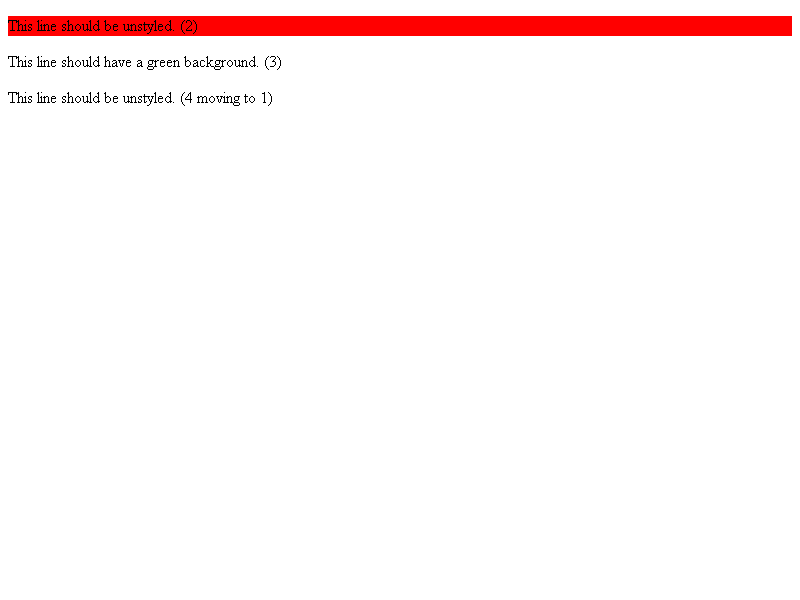 This line should be unstyled. (2)
This line should have a green background. (3)
This line should be unstyled. (4 moving to 1)